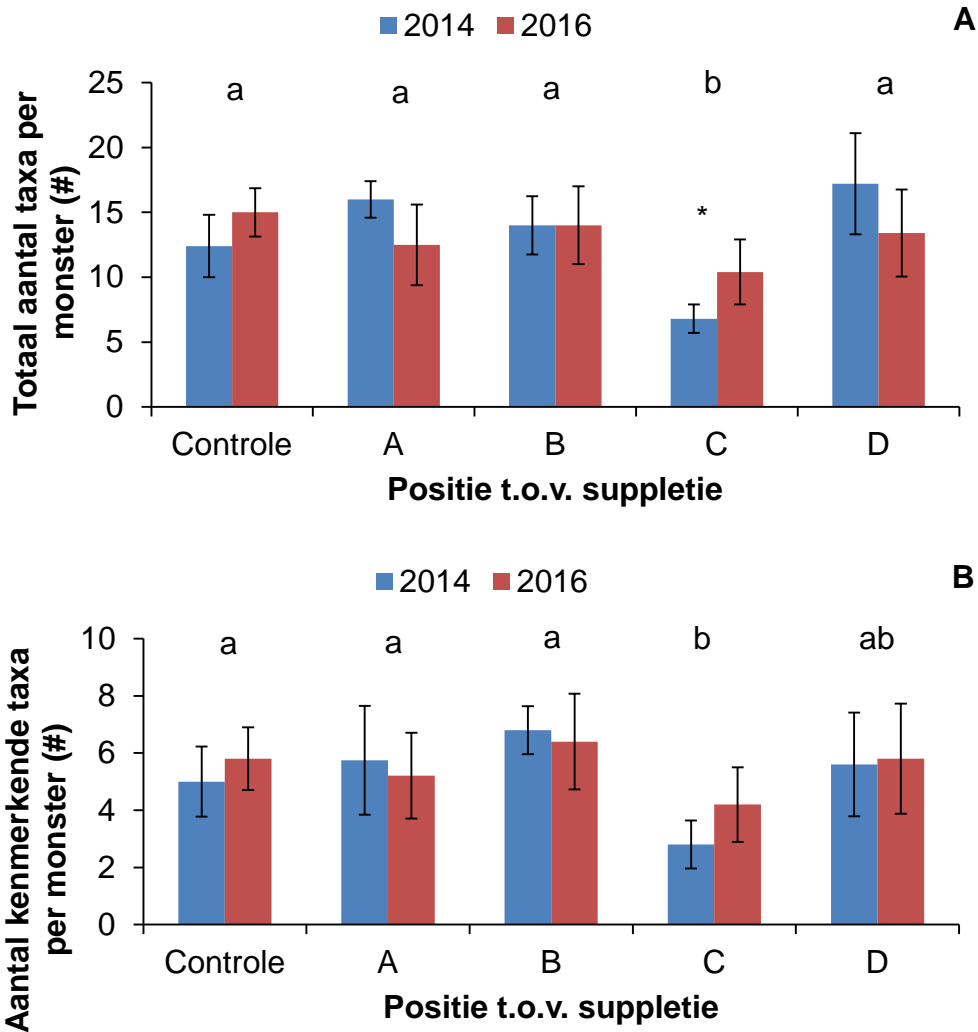 2014 2016
A
Totaal aantal taxa per
monster (#)
25
20
15
10
5
0
a a a b a
*
Controle A B C D
Positie t.o.v. suppletie
2014 2016
B
Aantal kenmerkende taxa
per monster (#)
10
8
6
4
2
0
a a a b ab
Controle A B C D
Positie t.o.v. suppletie